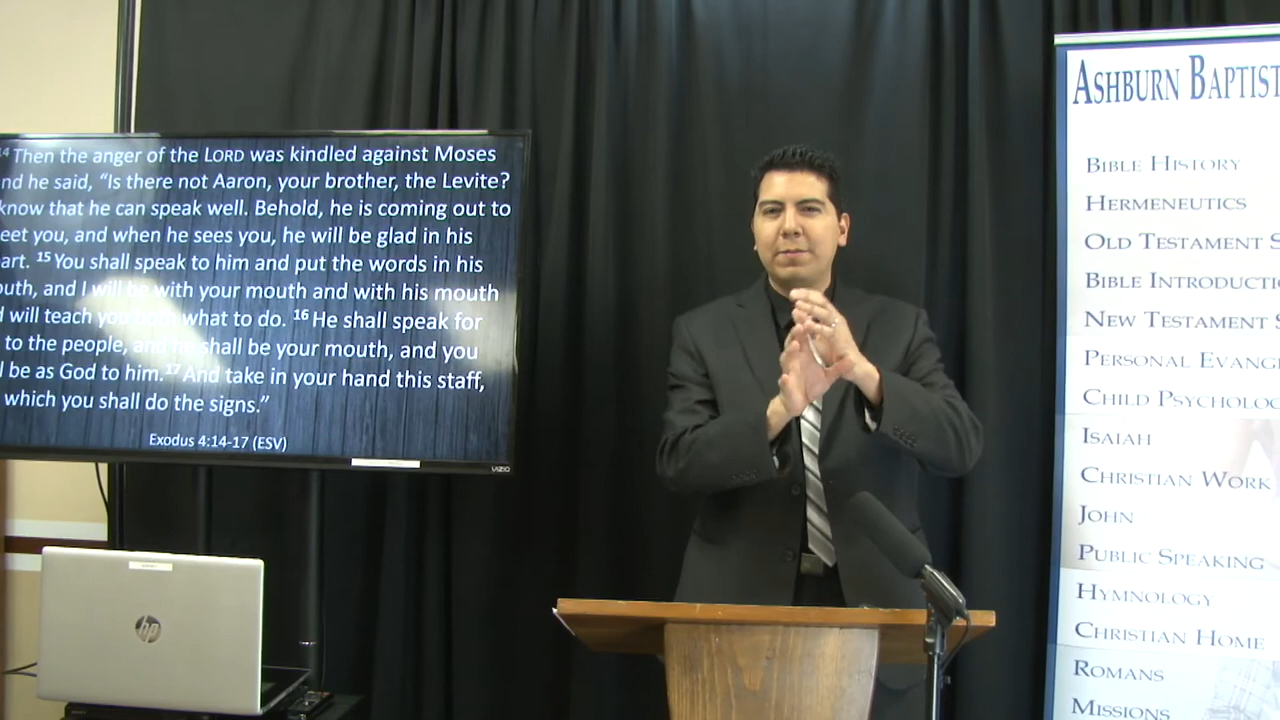 14 Then the anger of the LORD was kindled against Moses
nd he said, “Is there not Aaron, your brother, the Levite?
know that he can speak well. Behold, he is coming out to
eet you, and when he sees you, he will be glad in his
art. 15 You shall speak to him and put the words in his
outh, and I will be with your mouth and with his mouth
d will teach you both what to do. 16 He shall speak for
to the people, and he shall be your mouth, and you
l be as God to him. 17 And take in your hand this staff,
which you shall do the signs.”
Exodus 4:14-17 (ESV)
VIZIO
hp
ASHBURN BAPTIST
BIBLE HISTORY
HERMENEUTICS
OLD TESTAMENT S
BIBLE INTRODUCTI
NEW TESTAMENT S
PERSONAL EVANG
CHILD PSYCHOLOG
ISAIAH
CHRISTIAN WORK
JOHN
PUBLIC SPEAKING
HYMNOLOGY
CHRISTIAN HOME
ROMANS
MISSIONS